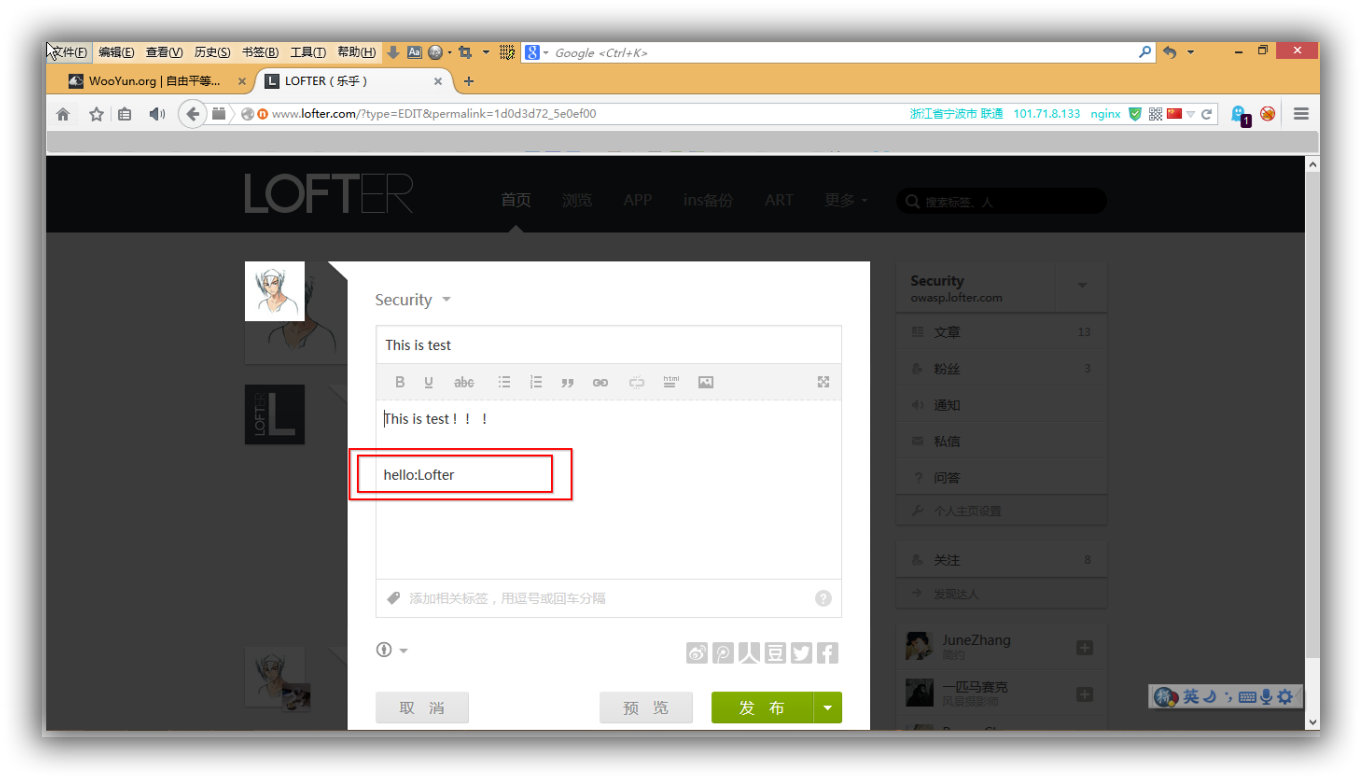 文件(F) 编辑(E) 查看(V) 历史(S) 书签(B) 工具(T) 帮助(H) Google <Ctrl+K>
WooYun.org | 自由平等... LOFTER（乐乎）
www.lofter.com/?type=EDIT&permalink=1d0d3d72_5e0ef00 浙江省宁波市 联通 101.71.8.133 nginx 1
LOFTER 首页 浏览 APP ins备份 ART 更多 搜索标签、人
Security
This is test
B U abc html
This is test！！！
hello:Lofter
添加相关标签，用逗号或回车分隔 ?
取 消 预 览 发 布
LOFTER L
Security
owasp.lofter.com
文章 13
粉丝 3
通知
私信
? 问答
个人主页设置
关注 8
发现达人
JuneZhang
简约
一匹马赛克
风景摄影师
英